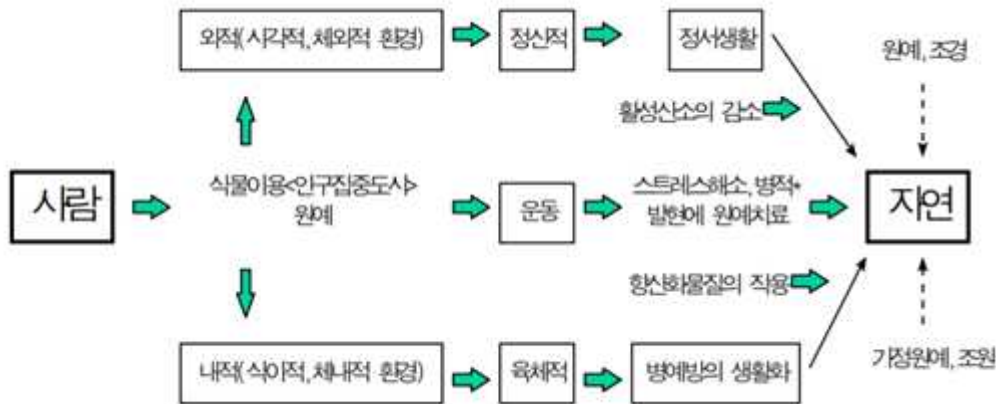 외적(시각적, 체외적 환경)
정신적
정서생활
원예, 조경
활성산소의 감소
사람
식물이용<인구집중도시>
원예
운동
스트레스해소, 병적*
발현에 원예치료
자연
항산화물질의 작용
내적(식이적, 체내적 환경)
육체적
병예방의 생활화
가정원예, 조원